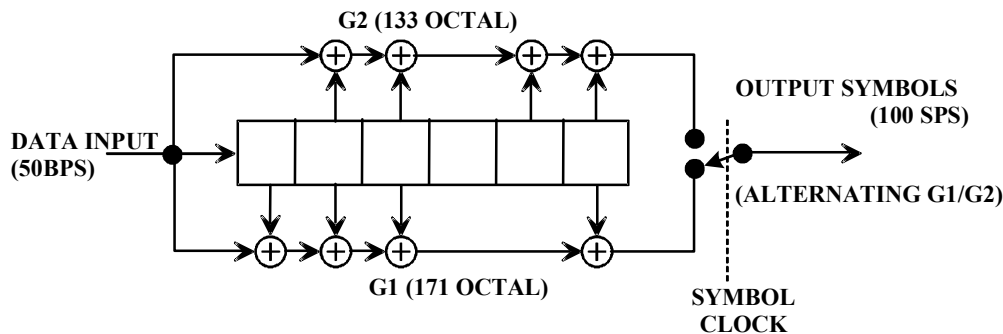 G2 (133 OCTAL)
OUTPUT SYMBOLS
(100 SPS)
DATA INPUT
(50BPS)
(ALTERNATING G1/G2)
G1 (171 OCTAL)
SYMBOL
CLOCK